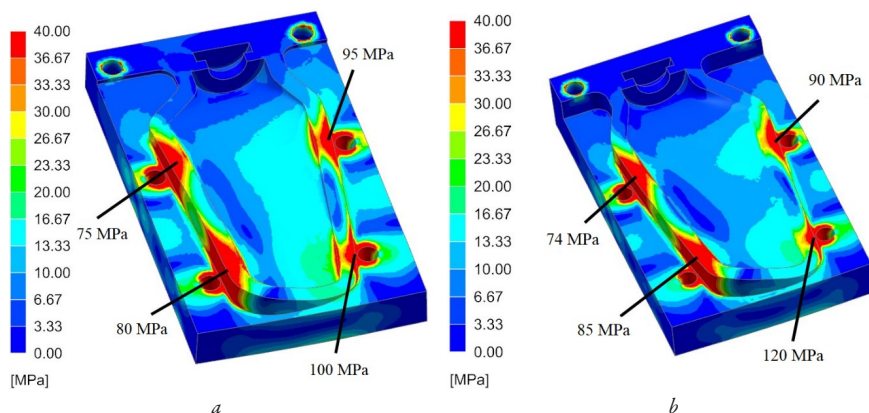 40.00
36.67
33.33
30.00
26.67
23.33
20.00
16.67
13.33
10.00
6.67
3.33
0.00
[MPa]
95 MPa
75 MPa
80 MPa
100 MPa
a
40.00
36.67
33.33
30.00
26.67
23.33
20.00
16.67
13.33
10.00
6.67
3.33
0.00
[MPa]
90 MPa
74 MPa
85 MPa
120 MPa
b